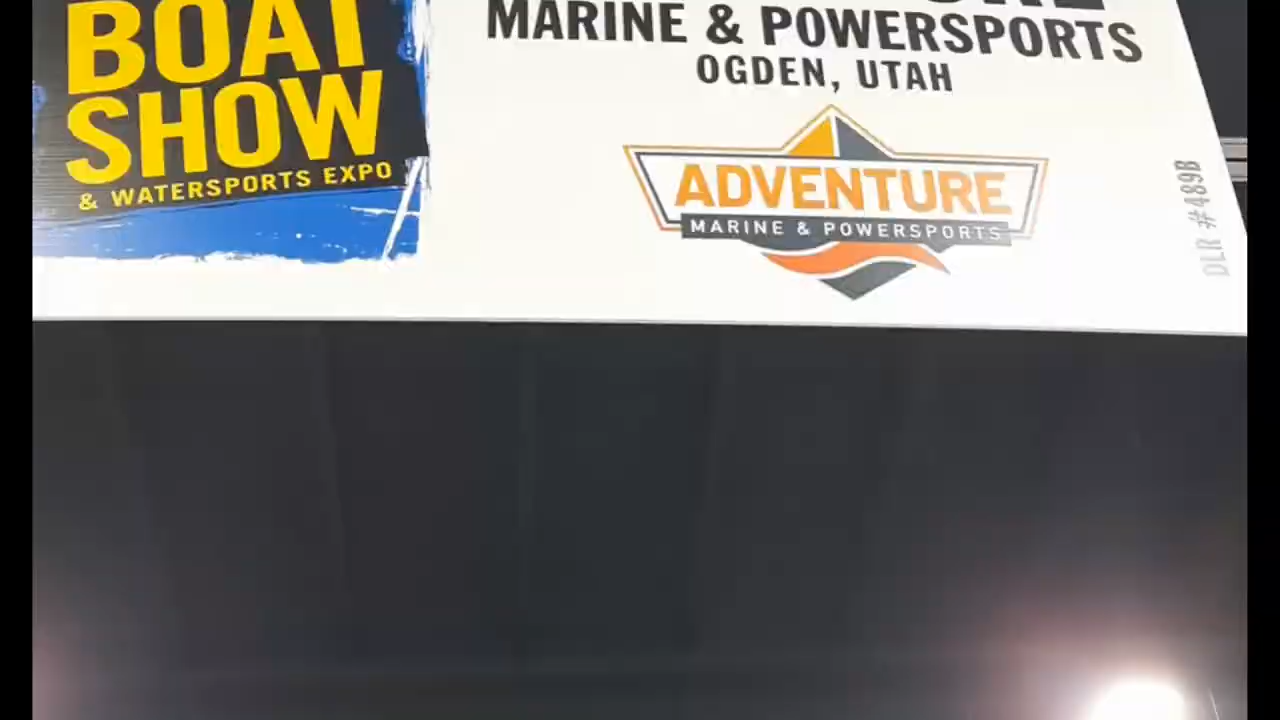 BOAT
SHOW
& WATERSPORTS EXPO
MARINE & POWERSPORTS
OGDEN, UTAH
ADVENTURE
MARINE & POWERSPORTS
DLR #489B